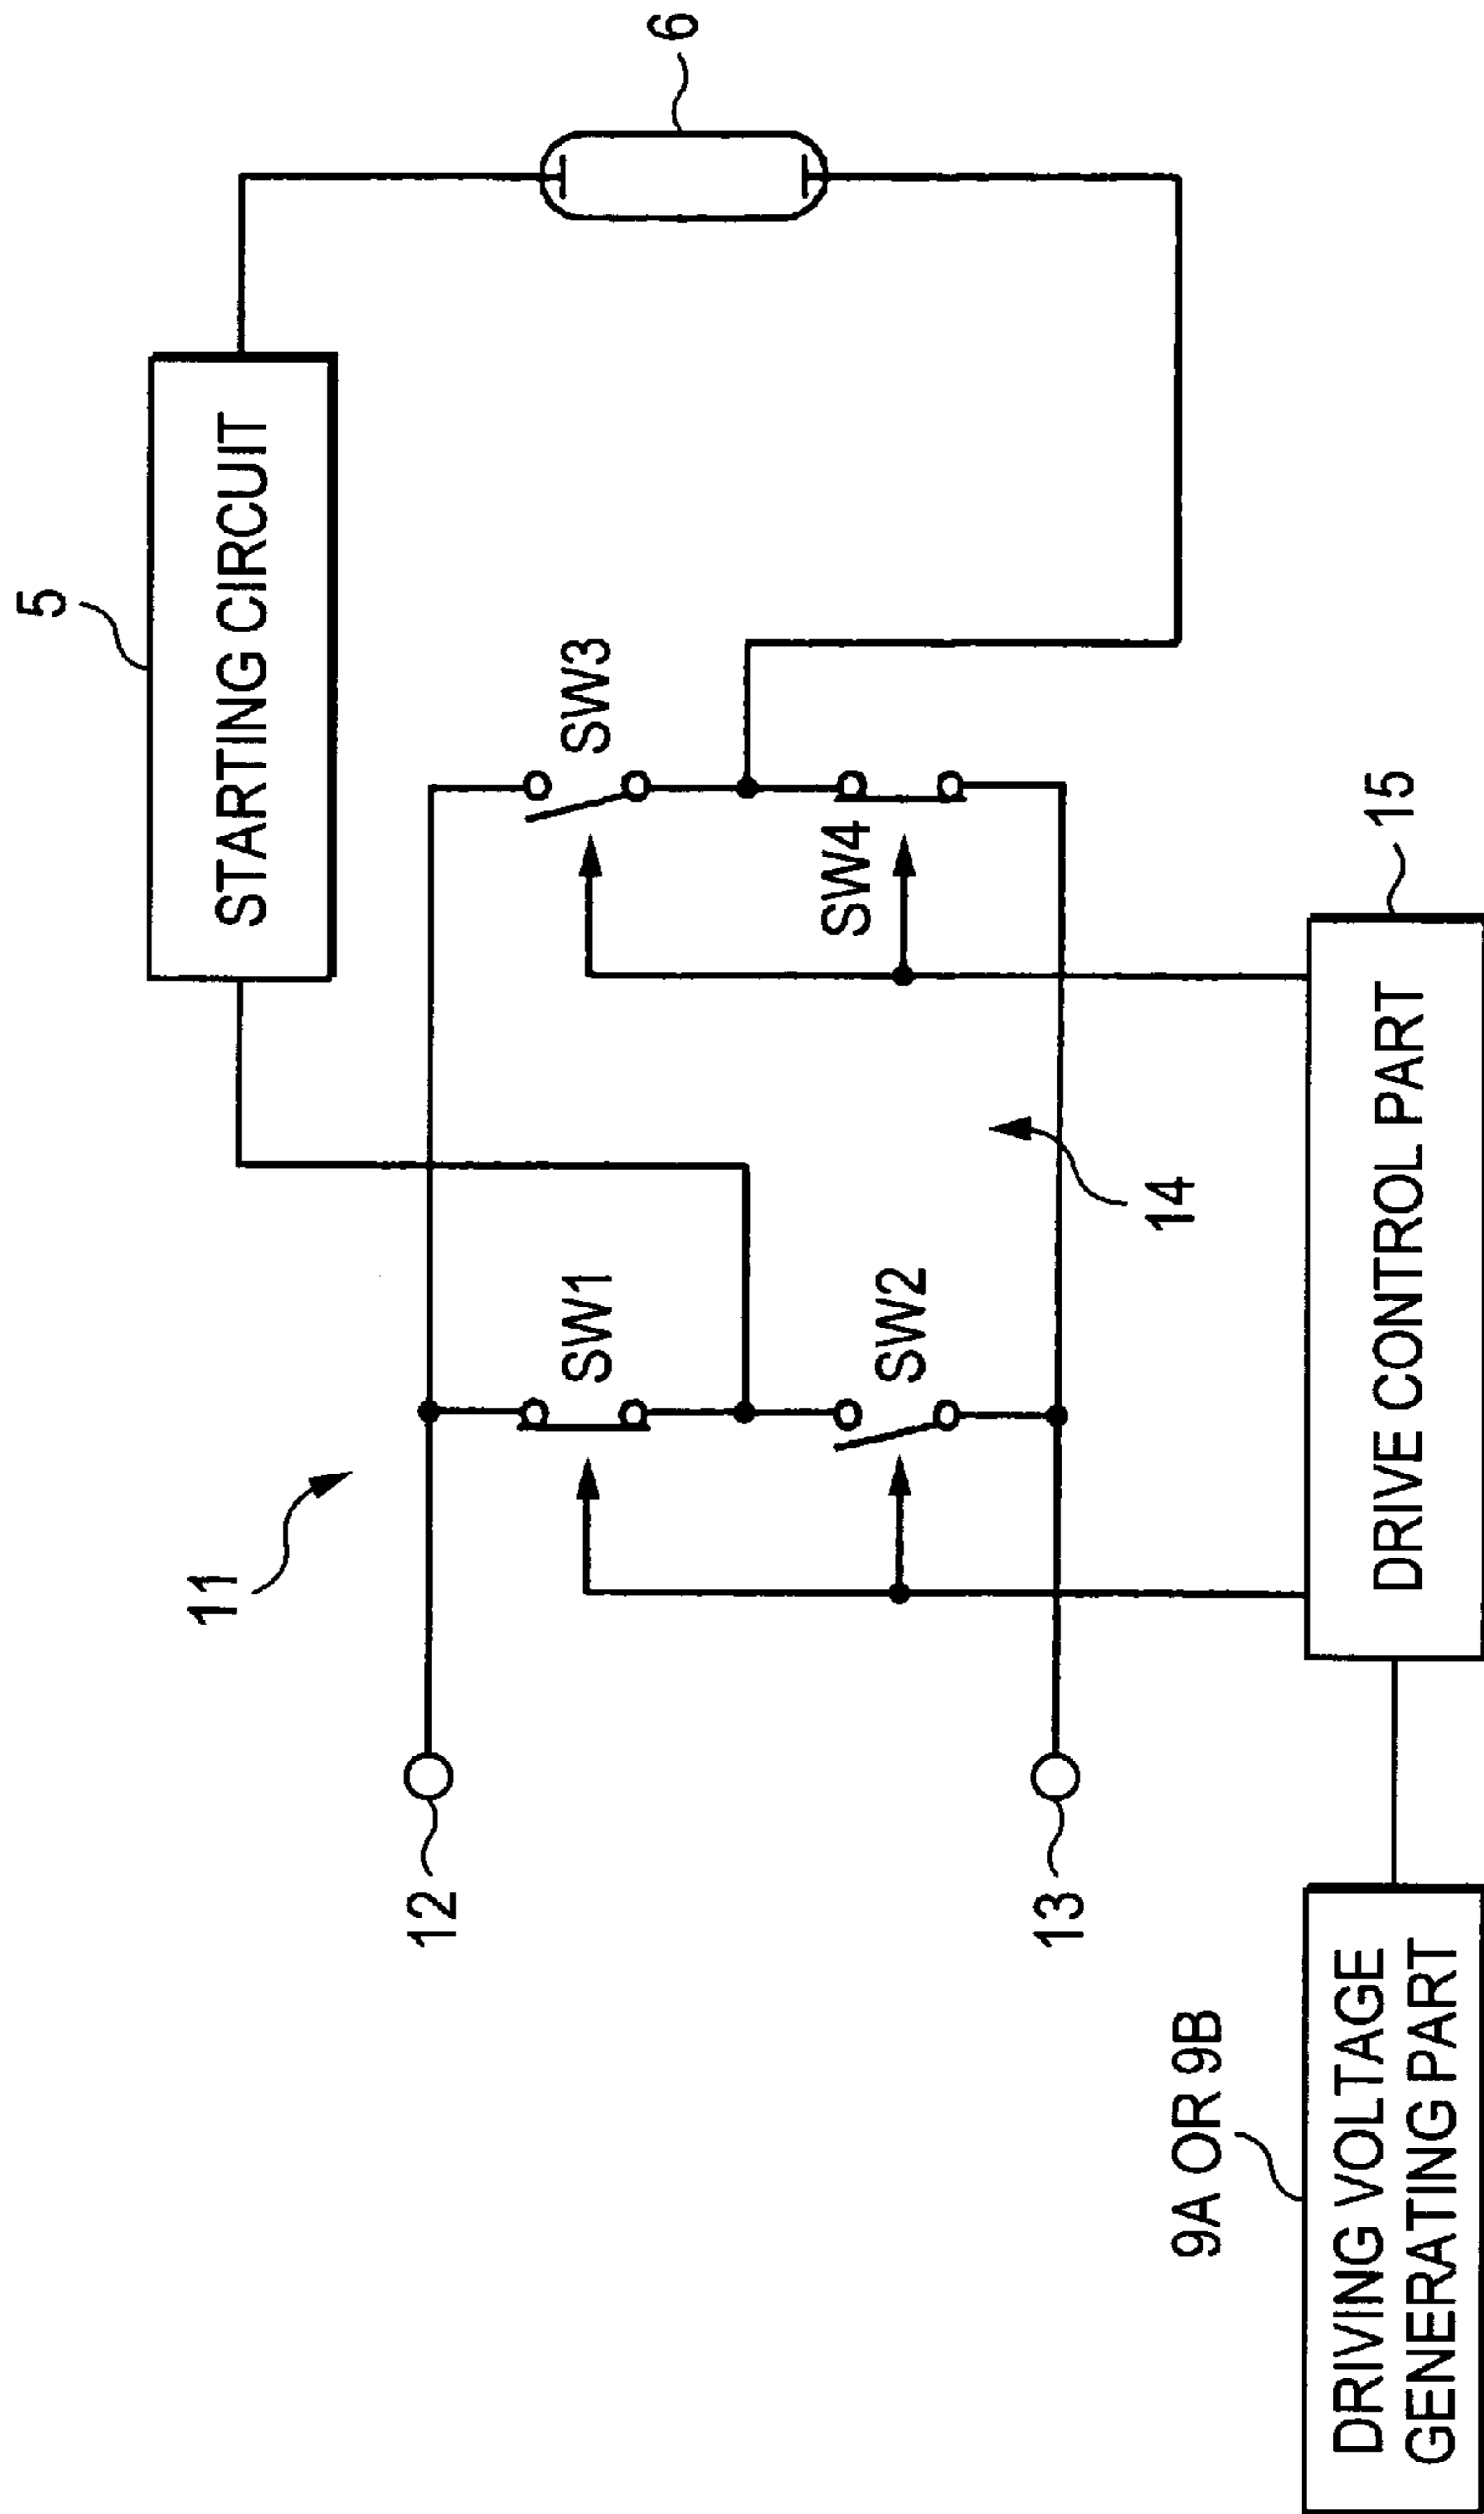 5
STARTING CIRCUIT
6
11
12
SW1
SW3
SW2
SW4
13
14
15
DRIVE CONTROL PART
9A OR 9B
DRIVING VOLTAGE
GENERATING PART